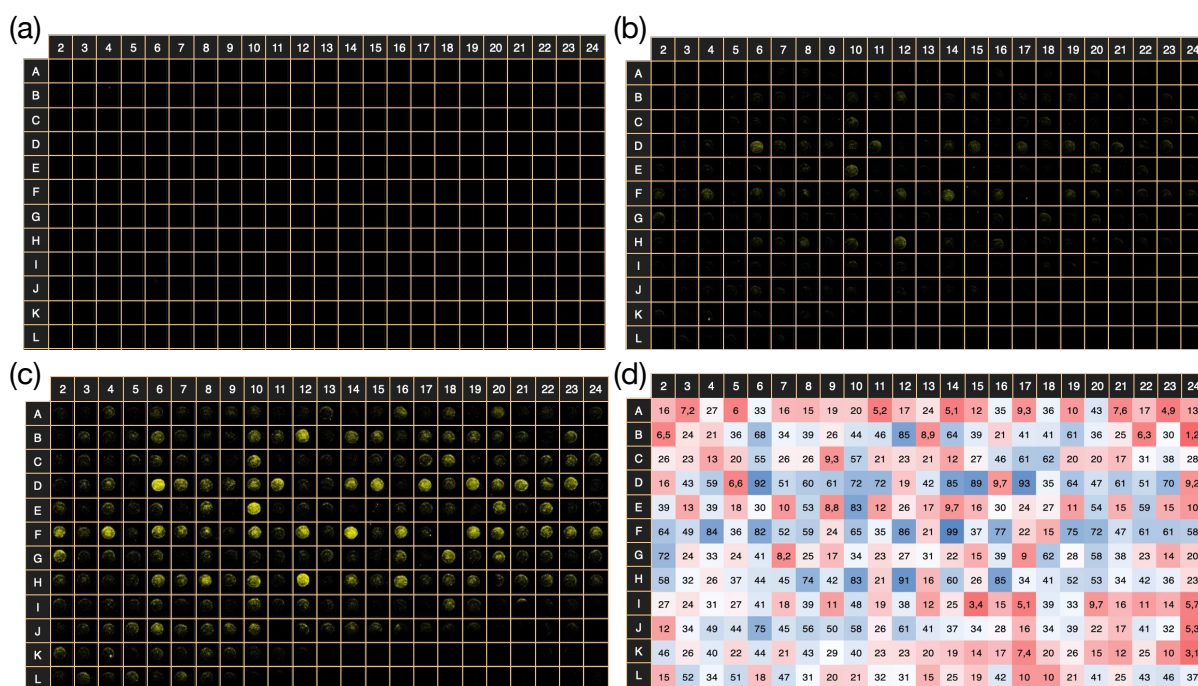 (a)
2 3 4 5 6 7 8 9 10 11 12 13 14 15 16 17 18 19 20 21 22 23 24
A
B
C
D
E
F
G
H
I
J
K
L
(b)
2 3 4 5 6 7 8 9 10 11 12 13 14 15 16 17 18 19 20 21 22 23 24
A
B
C
D
E
F
G
H
I
J
K
L
(c)
2 3 4 5 6 7 8 9 10 11 12 13 14 15 16 17 18 19 20 21 22 23 24
A
B
C
D
E
F
G
H
I
J
K
L
(d)
2 3 4 5 6 7 8 9 10 11 12 13 14 15 16 17 18 19 20 21 22 23 24
A 16 7,2 27 6 33 16 15 19 20 5,2 17 24 5,1 12 35 9,3 36 10 43 7,6 17 4,9 13
B 6,5 24 21 36 68 34 39 26 44 46 85 8,9 64 39 21 41 41 61 36 25 6,3 30 1,2
C 26 23 13 20 55 26 26 9,3 57 21 23 21 12 27 46 61 62 20 20 17 31 38 28
D 16 43 59 6,6 92 51 60 61 72 72 19 42 85 89 9,7 93 35 64 47 61 51 70 9,2
E 39 13 39 18 30 10 53 8,8 83 12 26 17 9,7 16 30 24 27 11 54 15 59 15 10
F 64 49 84 36 82 52 59 24 65 35 86 21 99 37 77 22 15 75 72 47 61 61 58
G 72 24 33 24 41 8,2 25 17 34 23 27 31 22 15 39 9 62 28 58 38 23 14 20
H 58 32 26 37 44 45 74 42 83 21 91 16 60 26 85 34 41 52 53 34 42 36 23
I 27 24 31 27 41 18 39 11 48 19 38 12 25 3,4 15 5,1 39 33 9,7 16 11 14 5,7
J 12 34 49 44 75 45 56 50 58 26 61 41 37 34 28 16 34 39 22 17 41 32 5,3
K 46 26 40 22 44 21 43 29 40 23 23 20 19 14 17 7,4 20 26 15 12 25 10 3,1
L 15 52 34 51 18 47 31 20 21 32 31 15 25 19 42 10 10 21 41 25 43 46 37